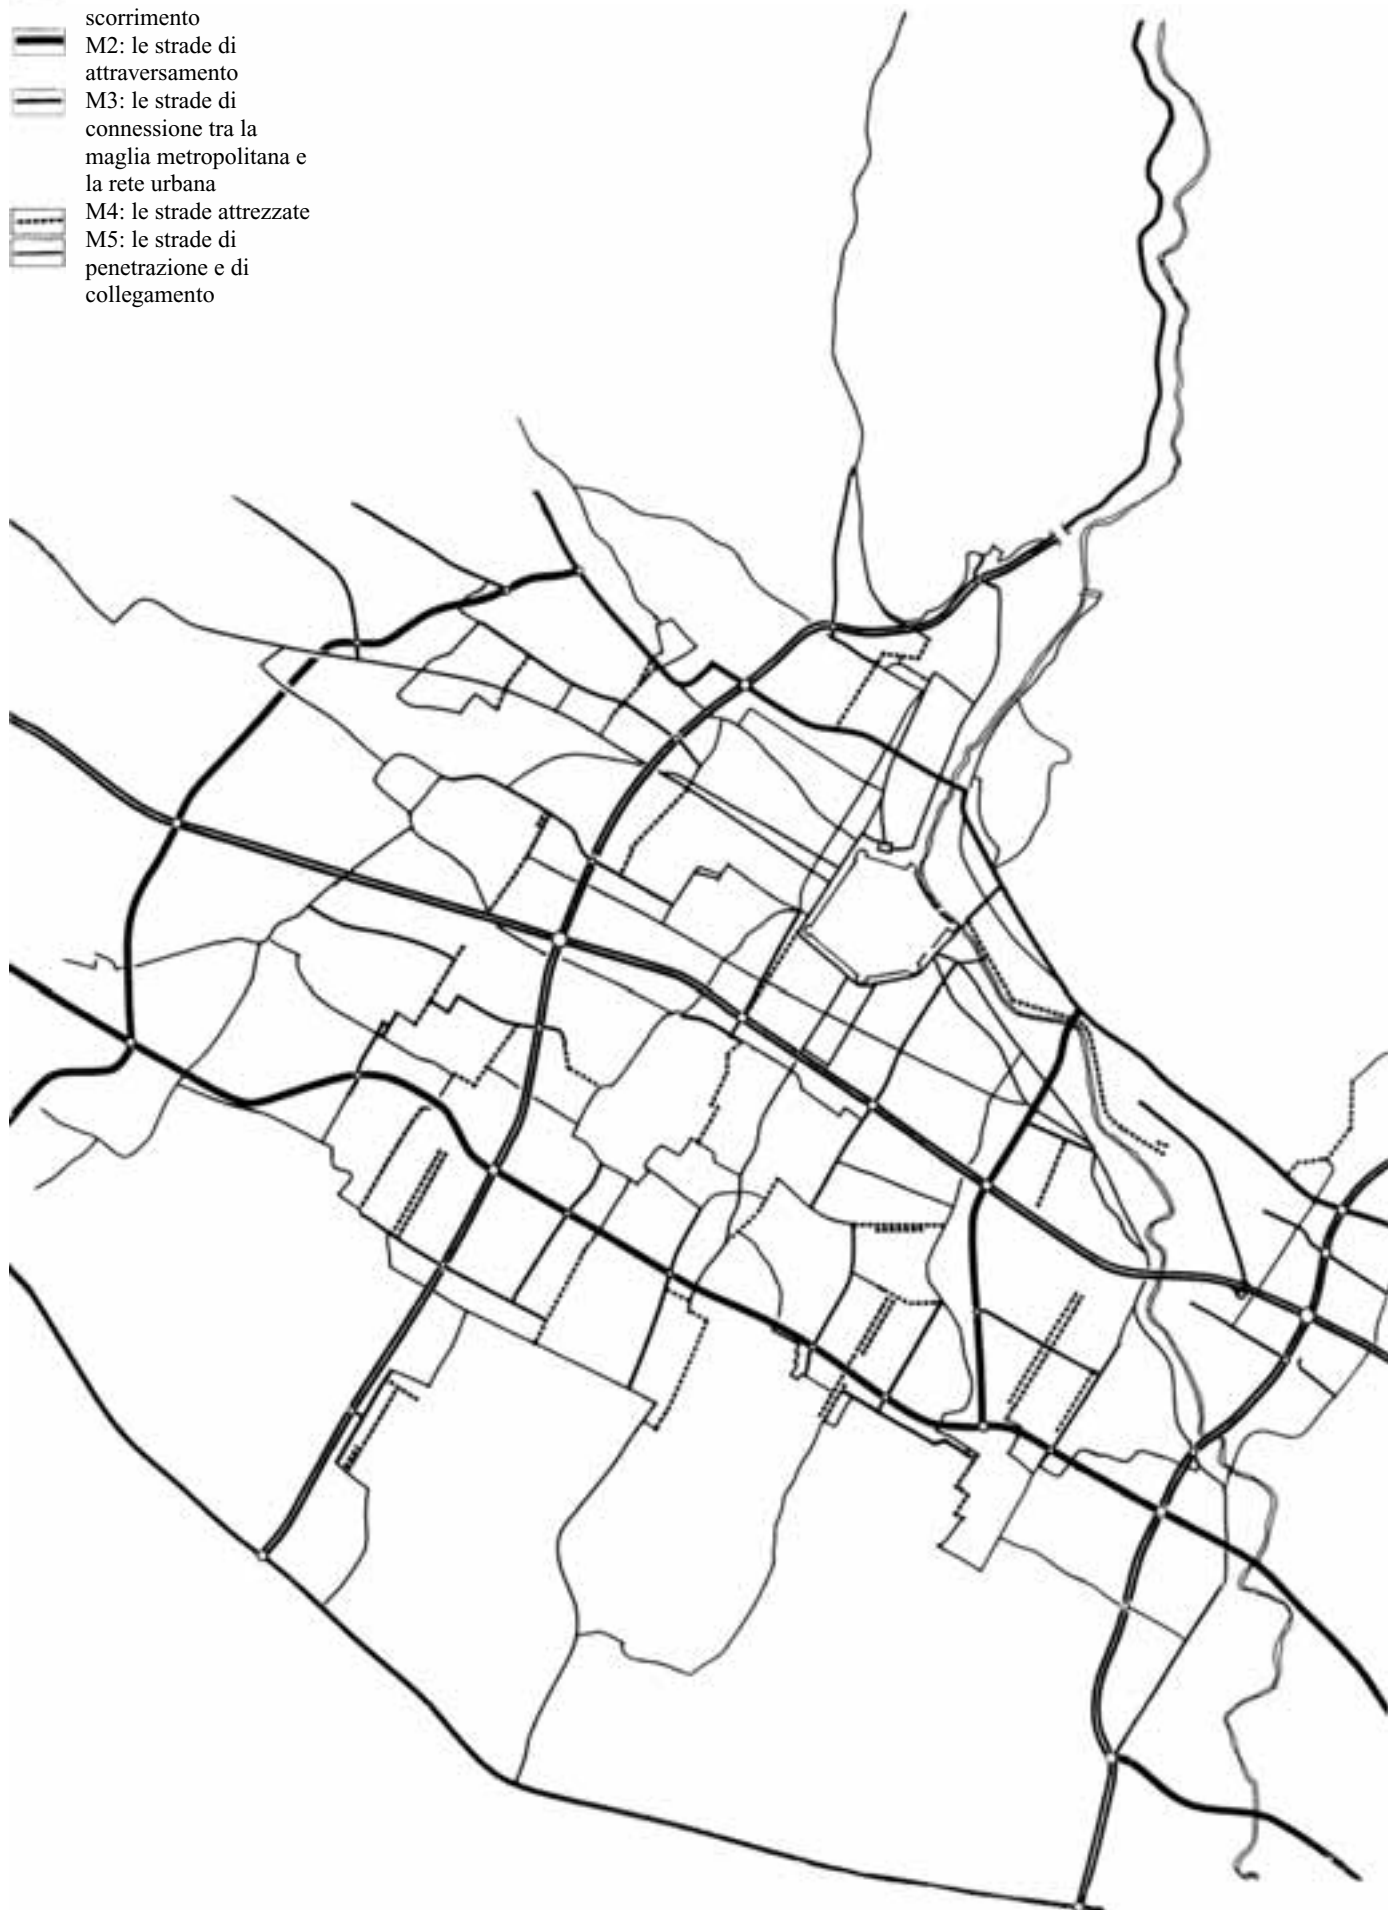 scorrimento
M2: le strade di
attraversamento
M3: le strade di
connessione tra la
maglia metropolitana e
la rete urbana
M4: le strade attrezzate
M5: le strade di
penetrazione e di
collegamento